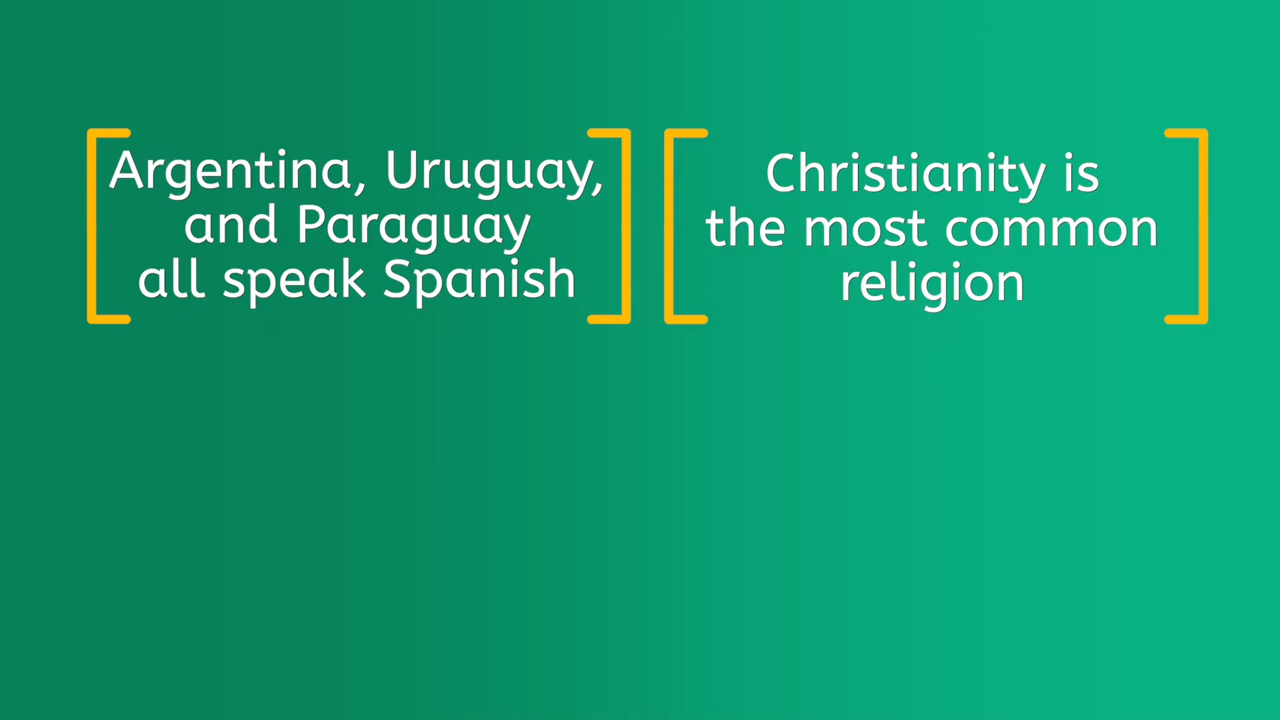 Argentina, Uruguay,
and Paraguay
all speak Spanish
Christianity is
the most common
religion